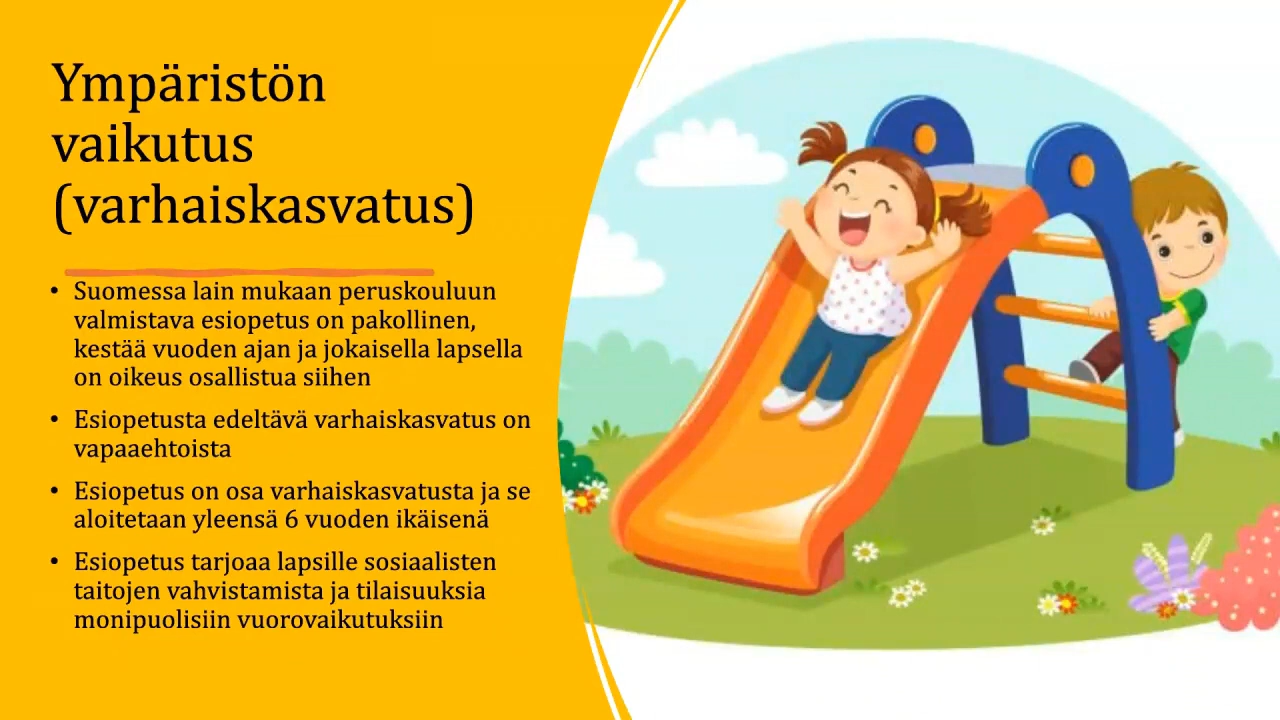 Ympäristön
vaikutus
(varhaiskasvatus)
• Suomessa lain mukaan peruskouluun
valmistava esiopetus on pakollinen,
kestää vuoden ajan ja jokaisella lapsella
on oikeus osallistua siihen
• Esiopetusta edeltävä varhaiskasvatus on
vapaaehtoista
• Esiopetus on osa varhaiskasvatusta ja se
aloitetaan yleensä 6 vuoden ikäisenä
• Esiopetus tarjoaa lapsille sosiaalisten
taitojen vahvistamista ja tilaisuuksia
monipuolisiin vuorovaikutuksiin